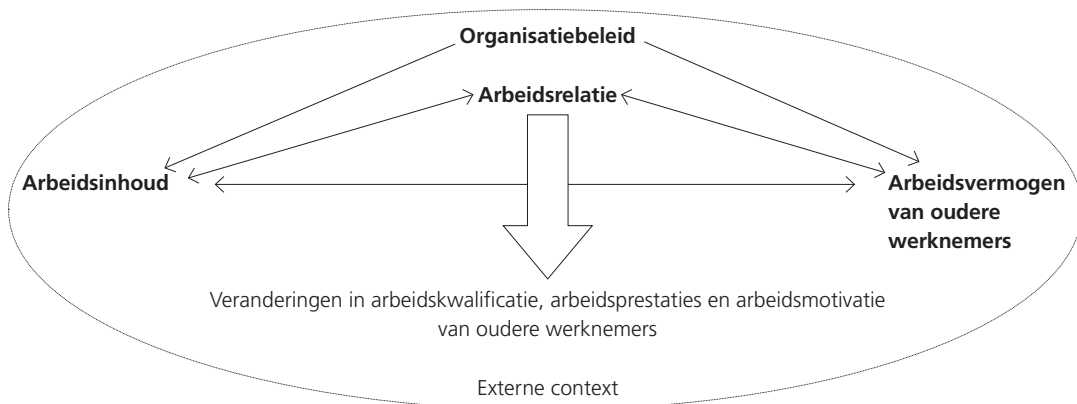 Organisatiebeleid
Arbeidsrelatie
Arbeidsinhoud
Arbeidsvermogen
van oudere
werknemers
Veranderingen in arbeidskwalificatie, arbeidsprestaties en arbeidsmotivatie
van oudere werknemers
Externe context